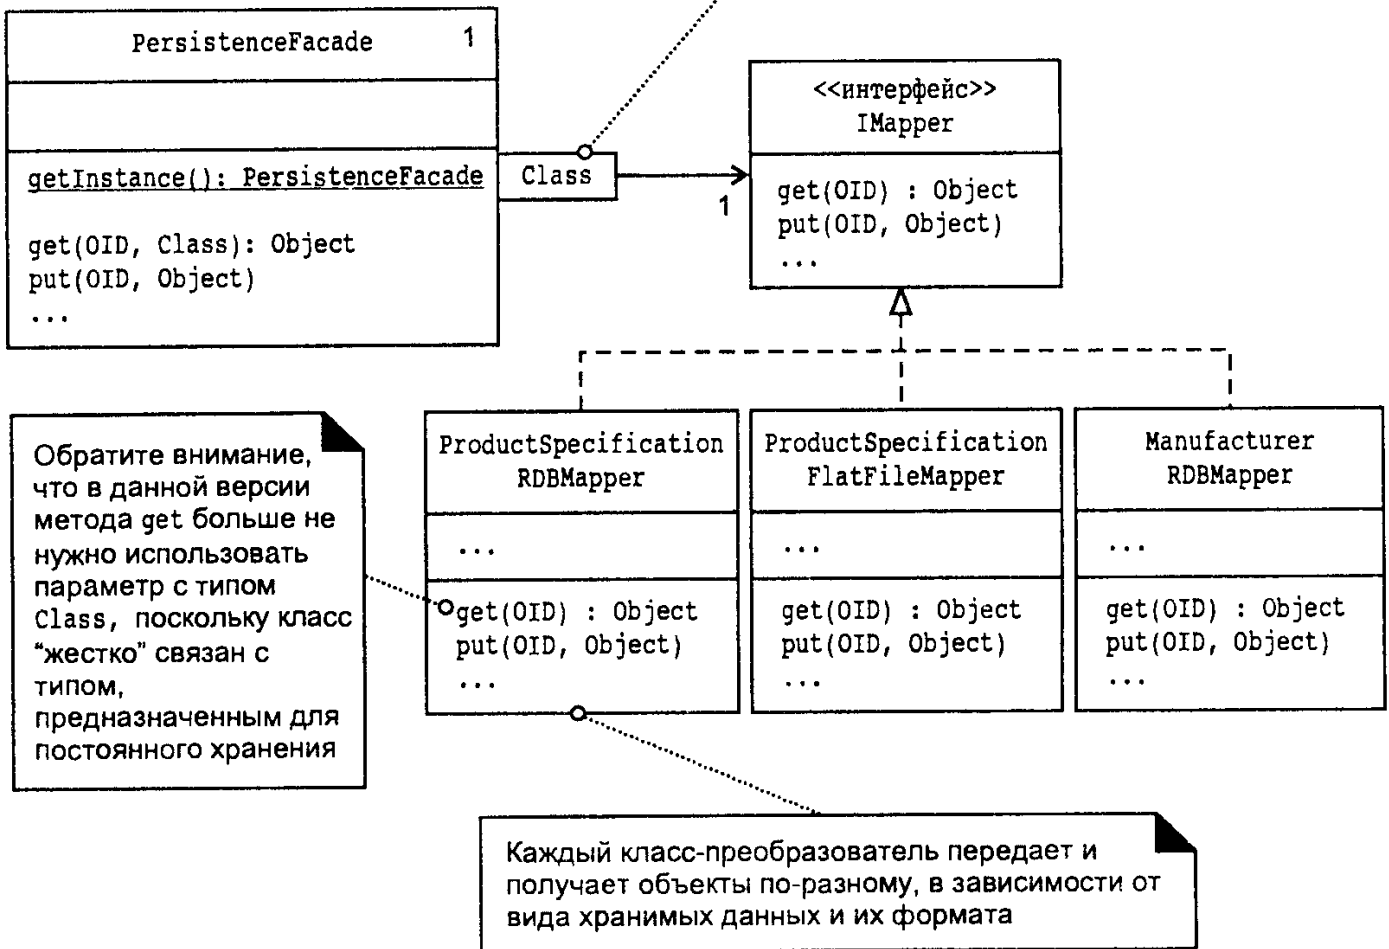 PersistenceFacade 1
getInstance(): PersistenceFacade
get(OID, Class): Object
put(OID, Object)
...
Class
1
<<интерфейс>>
IMapper
get(OID) : Object
put(OID, Object)
...
ProductSpecification
RDBMapper
...
get(OID) : Object
put(OID, Object)
...
ProductSpecification
FlatFileMapper
...
get(OID) : Object
put(OID, Object)
...
Manufacturer
RDBMapper
...
get(OID) : Object
put(OID, Object)
...
Обратите внимание,
что в данной версии
метода get больше не
нужно использовать
параметр с типом
Class, поскольку класс
“жестко” связан с
типом,
предназначенным для
постоянного хранения
Каждый класс-преобразователь передает и
получает объекты по-разному, в зависимости от
вида хранимых данных и их формата